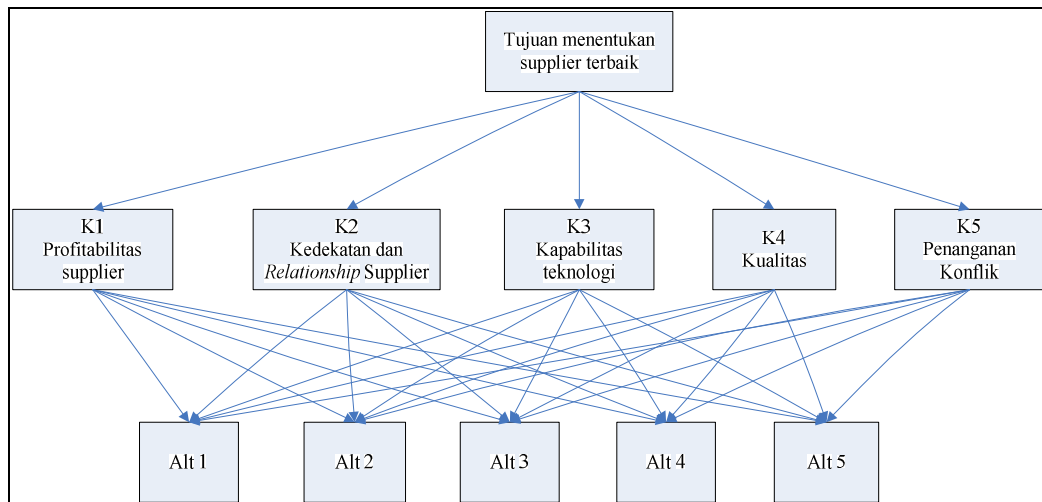 Tujuan menentukan
supplier terbaik
K1
Profitabilitas
supplier
K2
Kedekatan dan
Relationship Supplier
K3
Kapabilitas
teknologi
K4
Kualitas
K5
Penanganan
Konflik
Alt 1
Alt 2
Alt 3
Alt 4
Alt 5